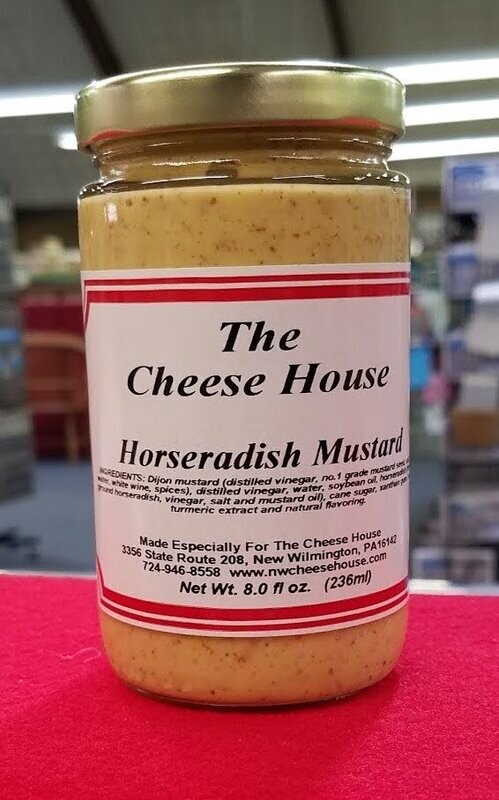 The
Cheese House
Horseradish Mustard
INGREDIENTS: Dijon mustard (distilled vinegar, no.1 grade mustard seed,
water, white wine, spices), distilled vinegar, water, soybean oil, horseradish
ground horseradish, vinegar, salt and mustard oil), cane sugar, xanthan
turmeric extract and natural flavoring.
Made Especially For The Cheese House
3356 State Route 208, New Wilmington, PA16142
724-946-8558 www.nwcheesehouse.com
Net Wt. 8.0 fl oz. (236ml)